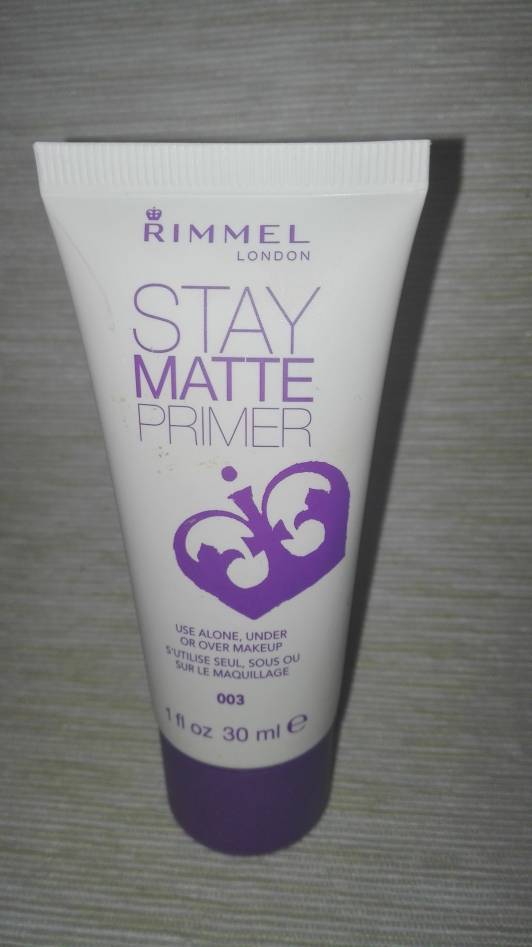 RIMMEL
LONDON
STAY
MATTE
PRIMER
USE ALONE, UNDER
OR OVER MAKEUP
S'UTILISE SEUL, SOUS OU
SUR LE MAQUILLAGE
003
1 fl oz 30 ml e